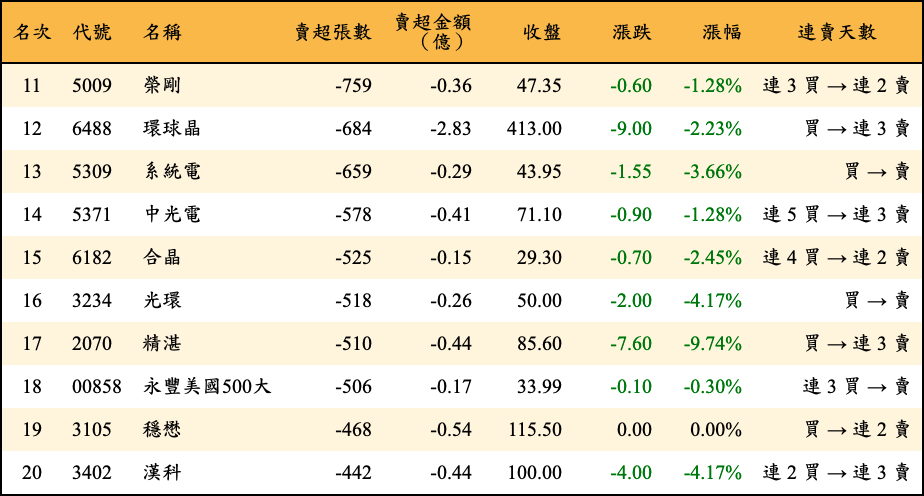 名次 代號 名稱 賣超張數 賣超金額（億） 收盤 漲跌 漲幅 連賣天數
11 5009 榮剛 -759 -0.36 47.35 -0.60 -1.28% 連 3 買 → 連 2 賣
12 6488 環球晶 -684 -2.83 413.00 -9.00 -2.23% 買 → 連 3 賣
13 5309 系統電 -659 -0.29 43.95 -1.55 -3.66% 買 → 賣
14 5371 中光電 -578 -0.41 71.10 -0.90 -1.28% 連 5 買 → 連 3 賣
15 6182 合晶 -525 -0.15 29.30 -0.70 -2.45% 連 4 買 → 連 2 賣
16 3234 光環 -518 -0.26 50.00 -2.00 -4.17% 買 → 賣
17 2070 精湛 -510 -0.44 85.60 -7.60 -9.74% 買 → 連 3 賣
18 00858 永豐美國500大 -506 -0.17 33.99 -0.10 -0.30% 連 3 買 → 賣
19 3105 穩懋 -468 -0.54 115.50 0.00 0.00% 買 → 連 2 賣
20 3402 漢科 -442 -0.44 100.00 -4.00 -4.17% 連 2 買 → 連 3 賣